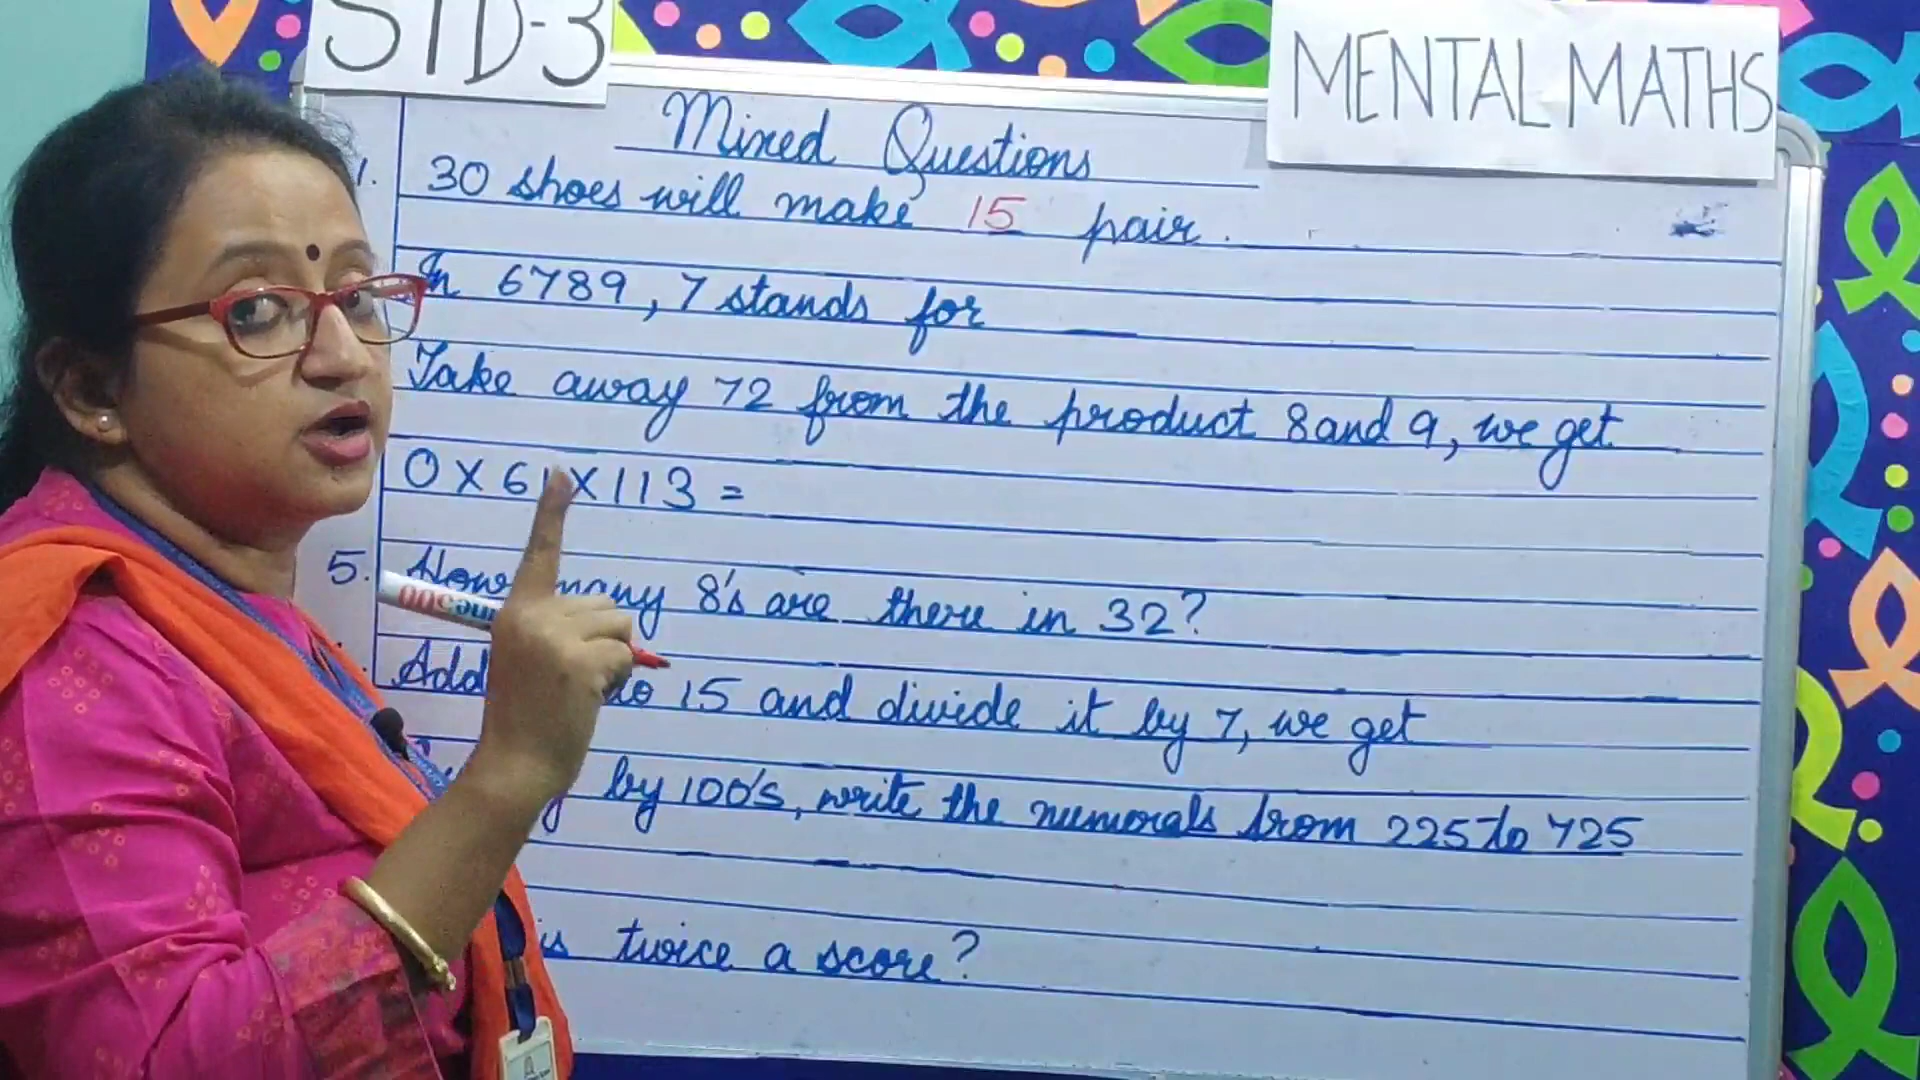 STD-3
MENTAL MATHS
Mixed Questions
1. 30 shoes will make 15 pair.
In 6789, 7 stands for
Take away 72 from the product 8 and 9, we get
0 X 61 X 113 =
5. How many 8's are there in 32?
Add to 15 and divide it by 7, we get
by 100's, write the numerals from 225 to 725
is twice a score?